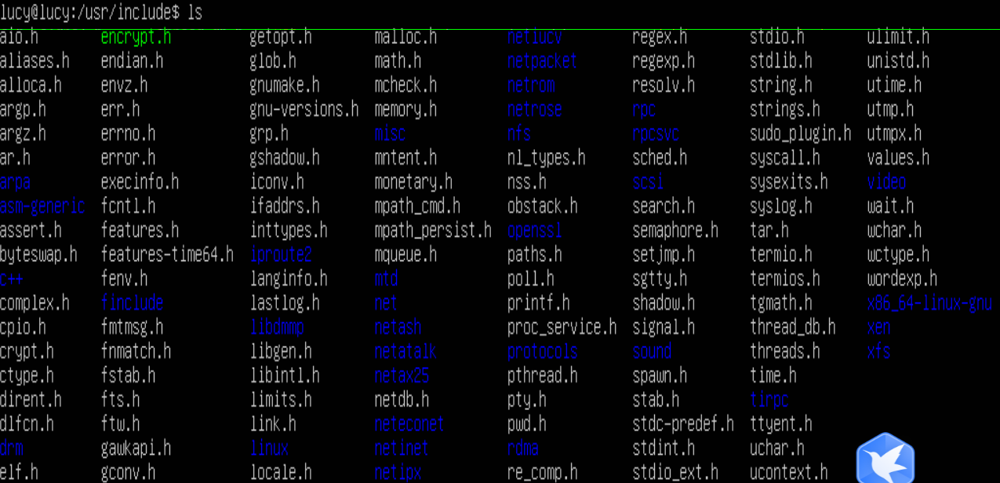 lucy@lucy:/usr/include$ ls
aio.h encrypt.h getopt.h malloc.h netiucv regex.h stdio.h ulimit.h
aliases.h endian.h glob.h math.h netpacket regexp.h stdlib.h unistd.h
alloca.h envz.h gnumake.h mcheck.h netrom resolv.h string.h utime.h
argp.h err.h gnu-versions.h memory.h netrose rpc strings.h utmp.h
argz.h errno.h grp.h misc nfs rpcsvc sudo_plugin.h utmpx.h
ar.h error.h gshadow.h mntent.h nl_types.h sched.h syscall.h values.h
arpa execinfo.h iconv.h monetary.h nss.h scsi sysexits.h video
asm-generic fcntl.h ifaddrs.h mpath_cmd.h obstack.h search.h syslog.h wait.h
assert.h features.h inttypes.h mpath_persist.h openssl semaphore.h tar.h wchar.h
byteswap.h features-time64.h iproute2 mqueue.h paths.h setjmp.h termio.h wctype.h
c++ fenv.h langinfo.h mtd poll.h sgtty.h termios.h wordexp.h
complex.h finclude lastlog.h net printf.h shadow.h tgmath.h x86_64-linux-gnu
cpio.h fmtmsg.h libdmmp netash proc_service.h signal.h thread_db.h xen
crypt.h fnmatch.h libgen.h netatalk protocols sound threads.h xfs
ctype.h fstab.h libintl.h netax25 pthread.h spawn.h time.h
dirent.h fts.h limits.h netdb.h pty.h stab.h tirpc
dlfcn.h ftw.h link.h neteconet pwd.h stdc-predef.h ttyent.h
drm gawkapi.h linux netinet rdma stdint.h uchar.h
elf.h gconv.h locale.h netipx re_comp.h stdio_ext.h ucontext.h